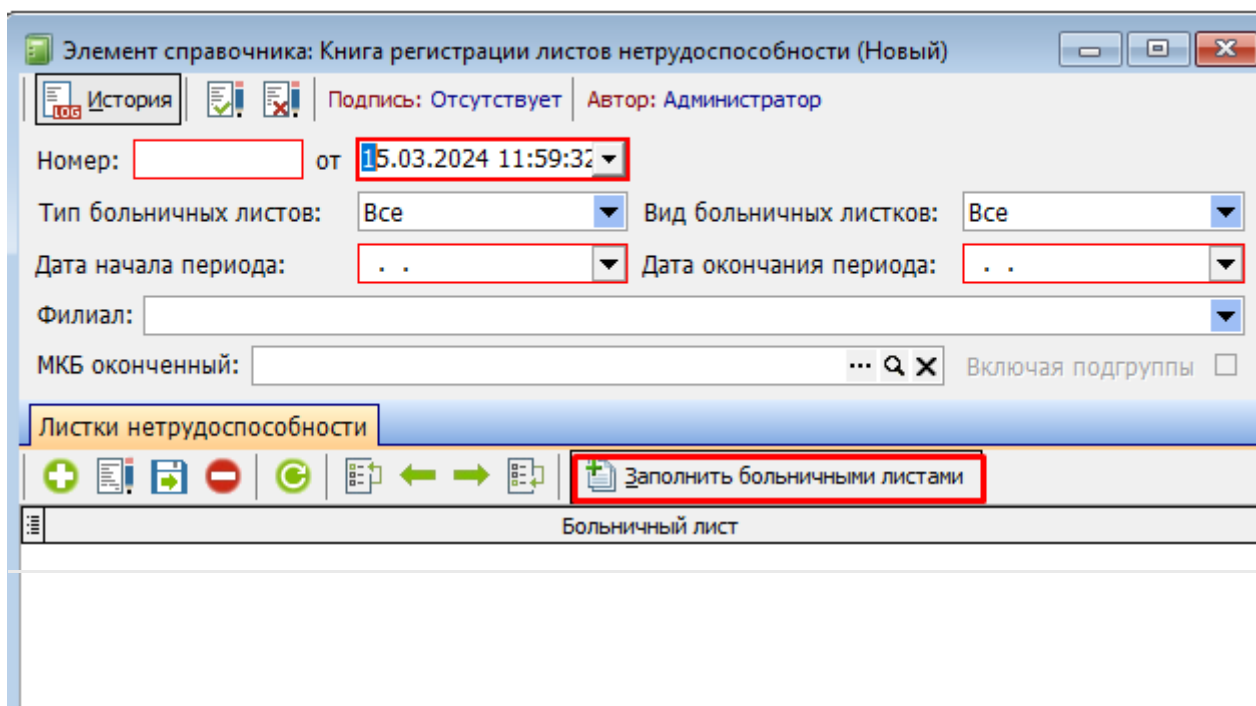 Элемент справочника: Книга регистрации листов нетрудоспособности (Новый)
LOG История Подпись: Отсутствует Автор: Администратор
Номер: от 15.03.2024 11:59:32
Тип больничных листов: Все Вид больничных листков: Все
Дата начала периода: . . Дата окончания периода: . .
Филиал:
МКБ оконченный: ... Включая подгруппы
Листки нетрудоспособности
Заполнить больничными листами
Больничный лист